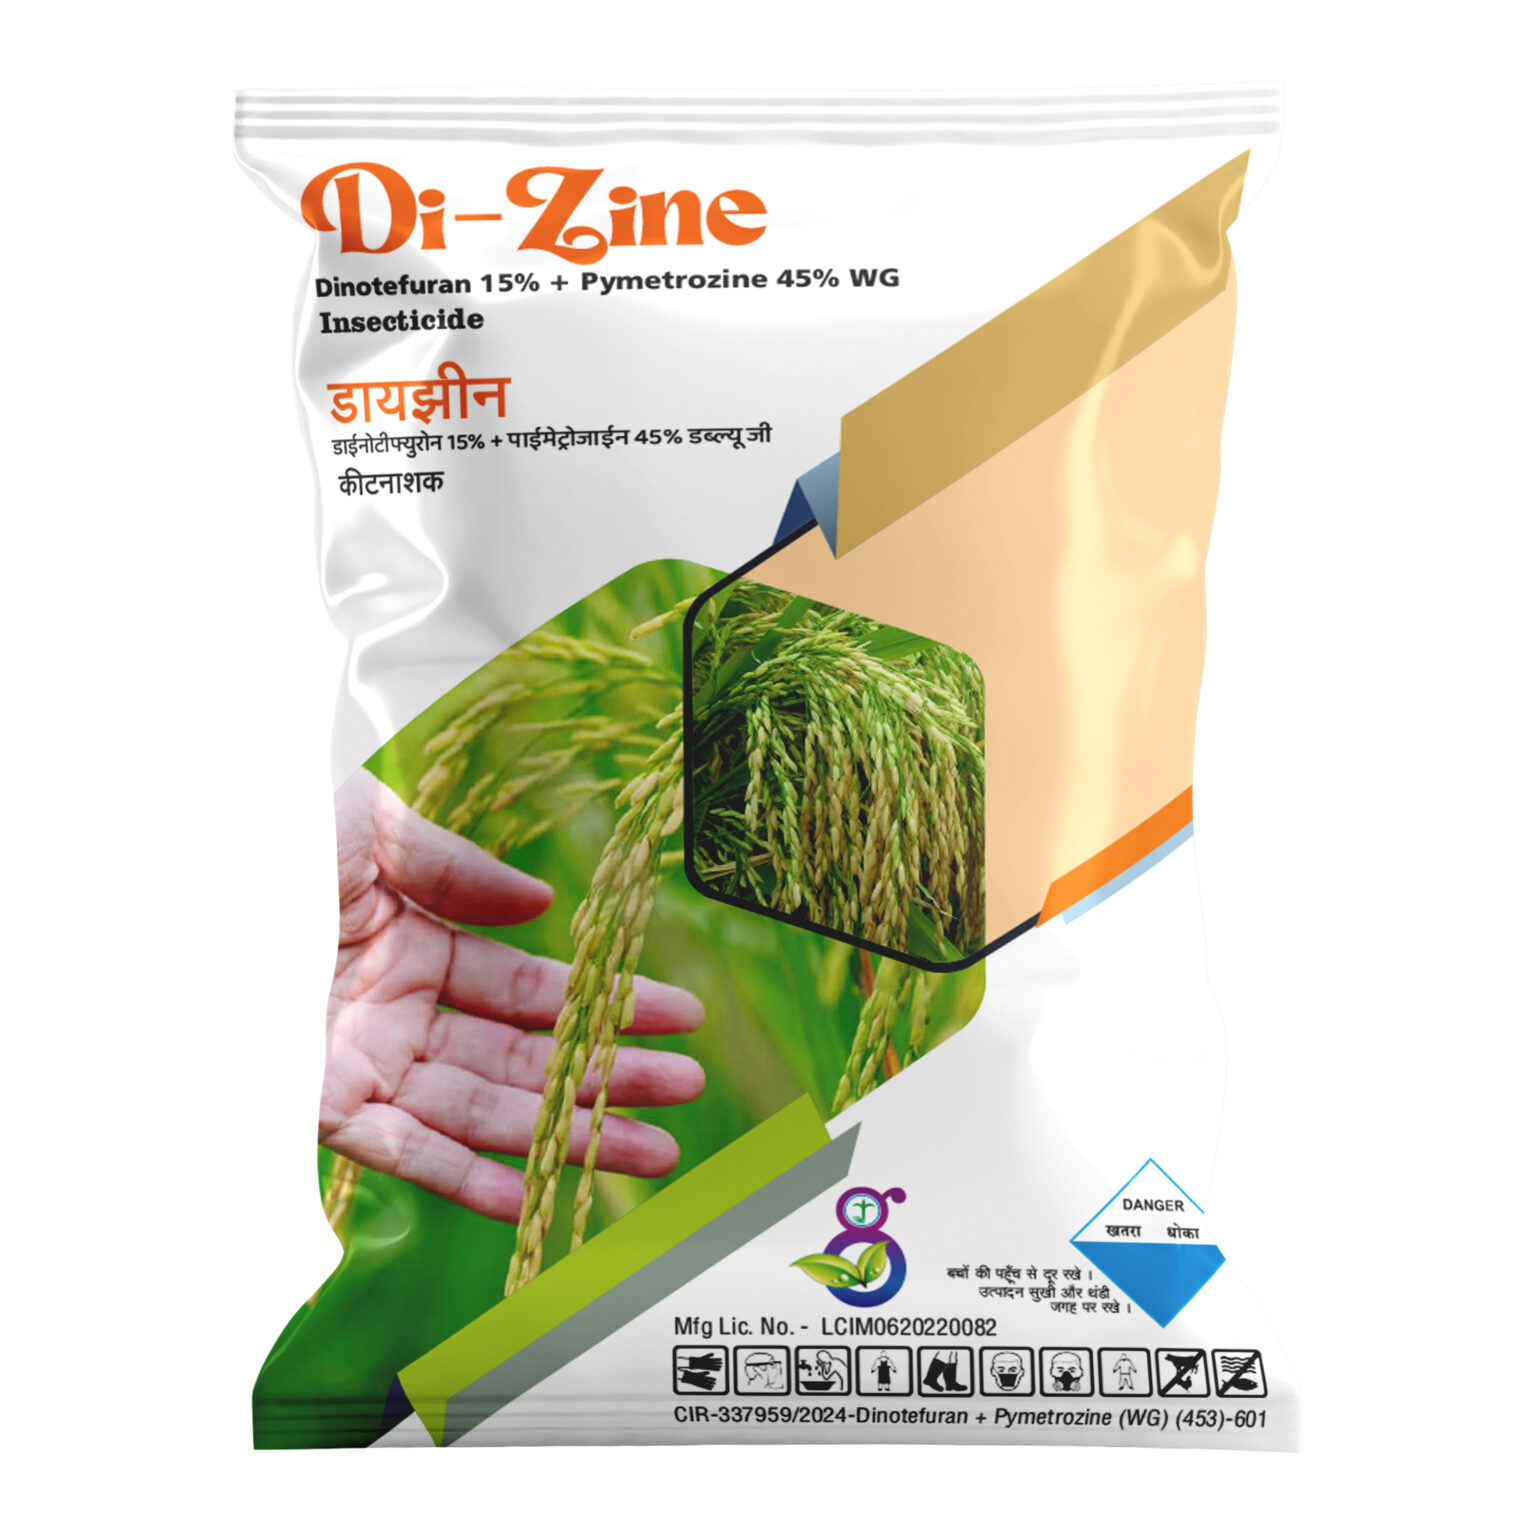 Di-Zine
Dinotefuran 15% + Pymetrozine 45% WG
Insecticide
डायझीन
डाईनोटीफ्युरोन 15% + पाईमेट्रोजाईन 45% डब्ल्यू जी
कीटनाशक
DANGER
खतरा धोका
बच्चों की पहूँच से दूर रखे ।
उत्पादन सुखी और थंडी
जगह पर रखे ।
Mfg Lic. No. - LCIM0620220082
CIR-337959/2024-Dinotefuran + Pymetrozine (WG) (453)-601